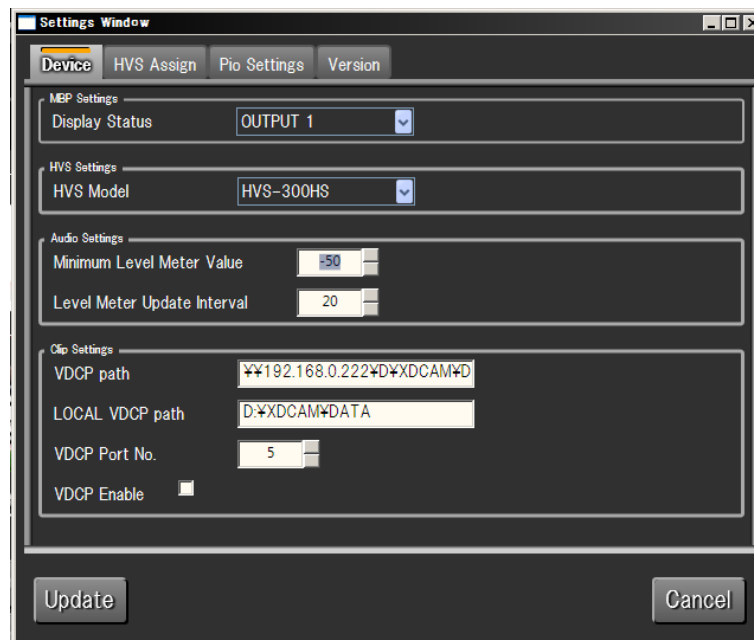 Settings Window
Device HVS Assign Pio Settings Version
MBP Settings
Display Status OUTPUT 1
HVS Settings
HVS Model HVS-300HS
Audio Settings
Minimum Level Meter Value -50
Level Meter Update Interval 20
Clip Settings
VDCP path ¥¥192.168.0.222¥D¥XDCAM¥D
LOCAL VDCP path D:¥XDCAM¥DATA
VDCP Port No. 5
VDCP Enable
Update Cancel